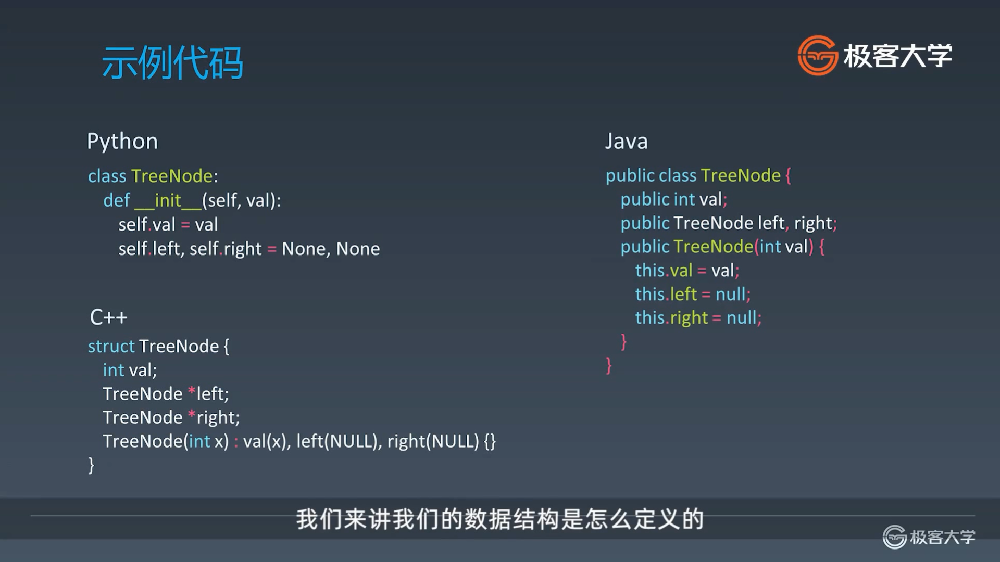 示例代码
极客大学
Python
class TreeNode:
    def __init__(self, val):
        self.val = val
        self.left, self.right = None, None
C++
struct TreeNode {
    int val;
    TreeNode *left;
    TreeNode *right;
    TreeNode(int x) : val(x), left(NULL), right(NULL) {}
}
Java
public class TreeNode {
    public int val;
    public TreeNode left, right;
    public TreeNode(int val) {
        this.val = val;
        this.left = null;
        this.right = null;
    }
}
我们来讲我们的数据结构是怎么定义的
极客大学